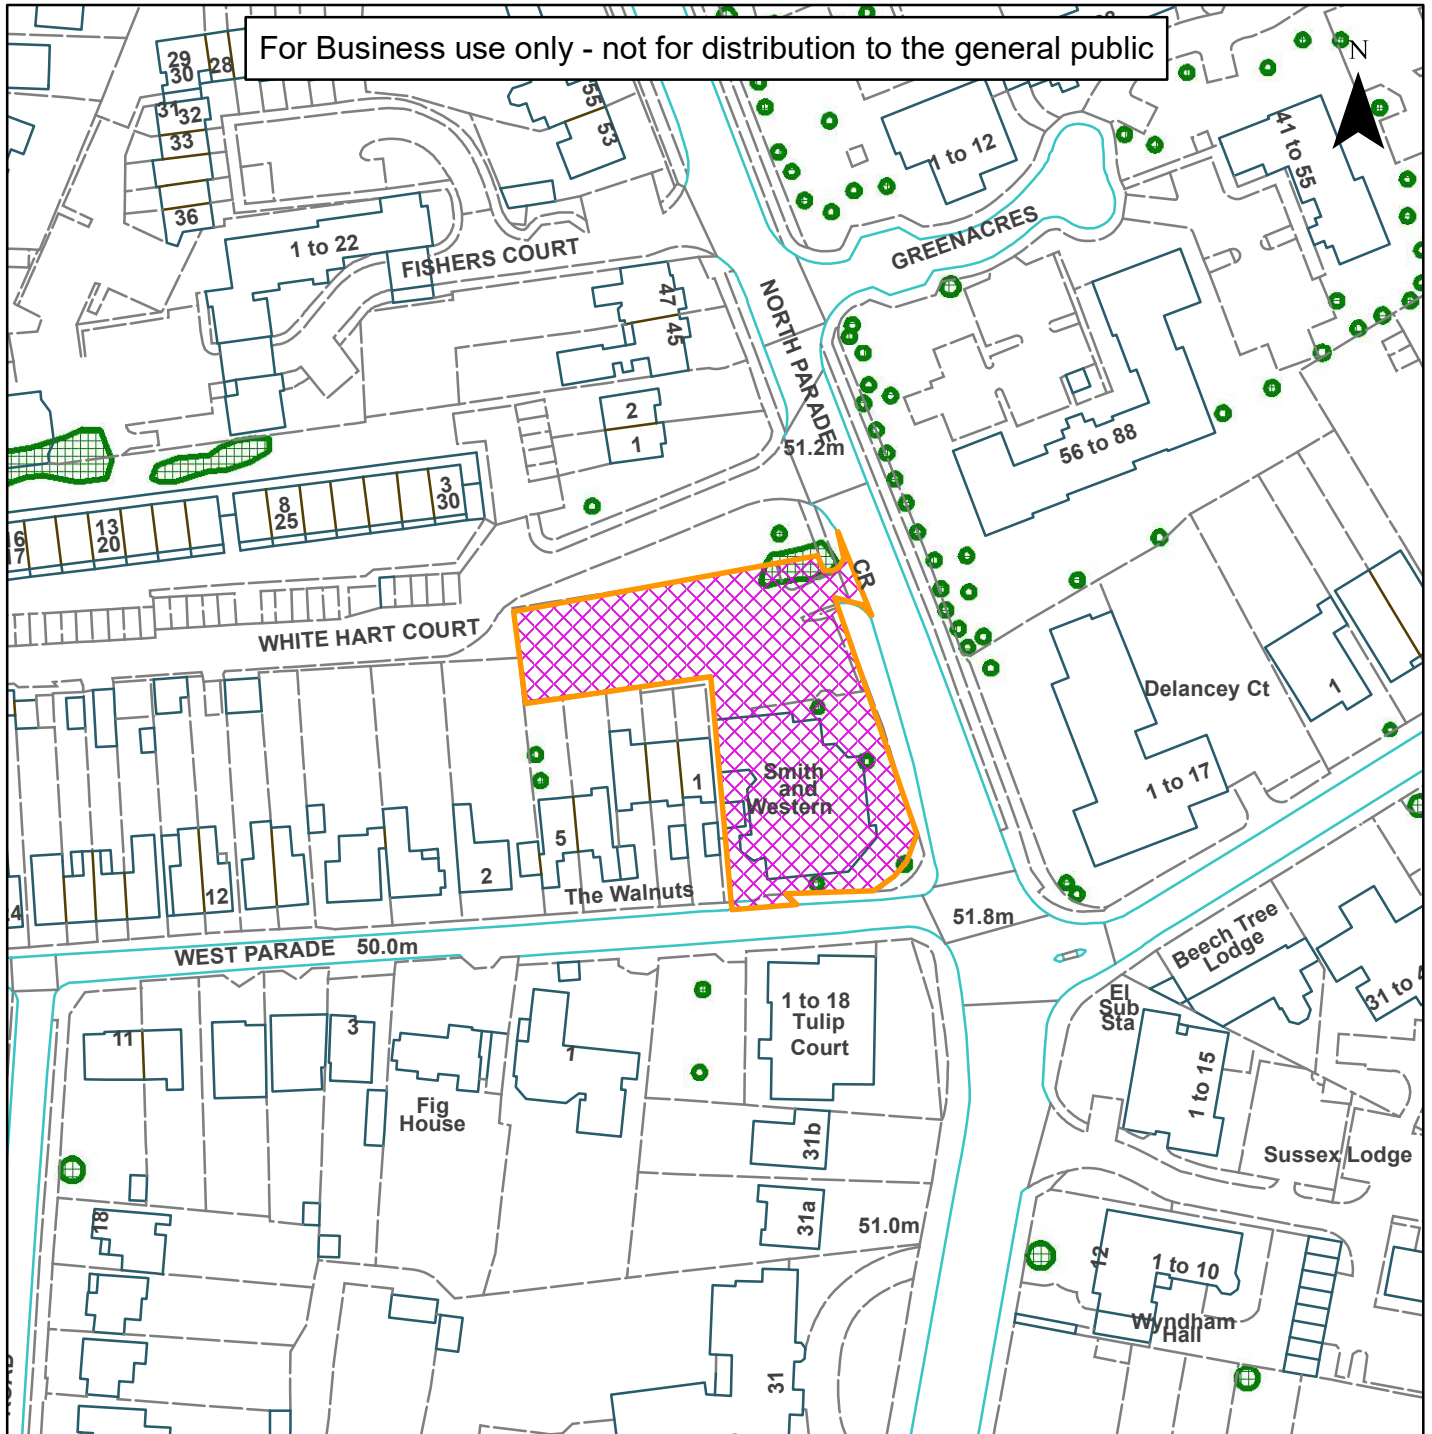 For Business use only - not for distribution to the general public
N
29
30
28
31
32
33
36
55
53
1 to 12
41 to 55
1 to 22
FISHERS COURT
GREENACRES
47
45
NORTH PARADE
2
1
51.2m
56 to 88
3
30
8
25
13
20
16
17
CR
WHITE HART COURT
Delancey Ct
1
1 to 17
Smith
and
Western
1
5
2
12
The Walnuts
WEST PARADE
50.0m
51.8m
Beech Tree
Lodge
El
Sub
Sta
1 to 15
1 to 18
Tulip
Court
11
3
1
Fig
House
31b
31a
51.0m
Sussex Lodge
18
12
1 to 10
Wyndham
Hall
31